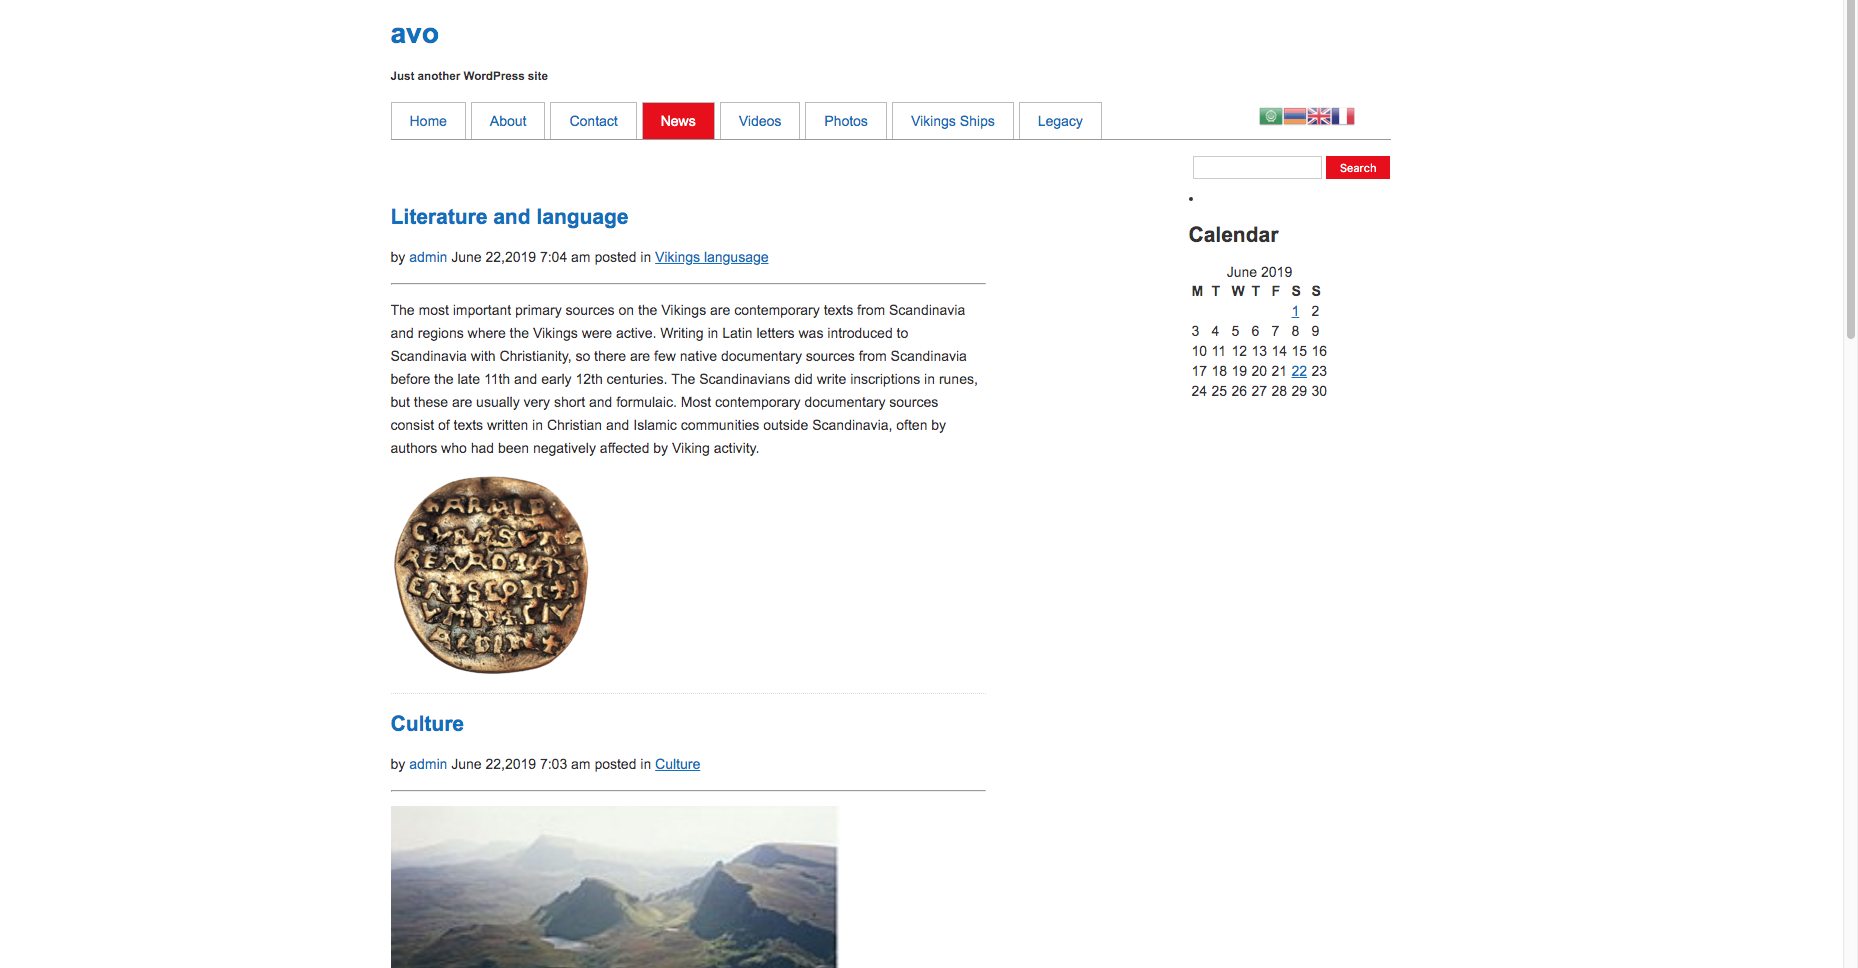 avo
Just another WordPress site
Home About Contact News Videos Photos Vikings Ships Legacy
Search
Literature and language
by admin June 22,2019 7:04 am posted in Vikings langusage
The most important primary sources on the Vikings are contemporary texts from Scandinavia
and regions where the Vikings were active. Writing in Latin letters was introduced to
Scandinavia with Christianity, so there are few native documentary sources from Scandinavia
before the late 11th and early 12th centuries. The Scandinavians did write inscriptions in runes,
but these are usually very short and formulaic. Most contemporary documentary sources
consist of texts written in Christian and Islamic communities outside Scandinavia, often by
authors who had been negatively affected by Viking activity.
Culture
by admin June 22,2019 7:03 am posted in Culture
Calendar
June 2019
M T W T F S S
1 2
3 4 5 6 7 8 9
10 11 12 13 14 15 16
17 18 19 20 21 22 23
24 25 26 27 28 29 30